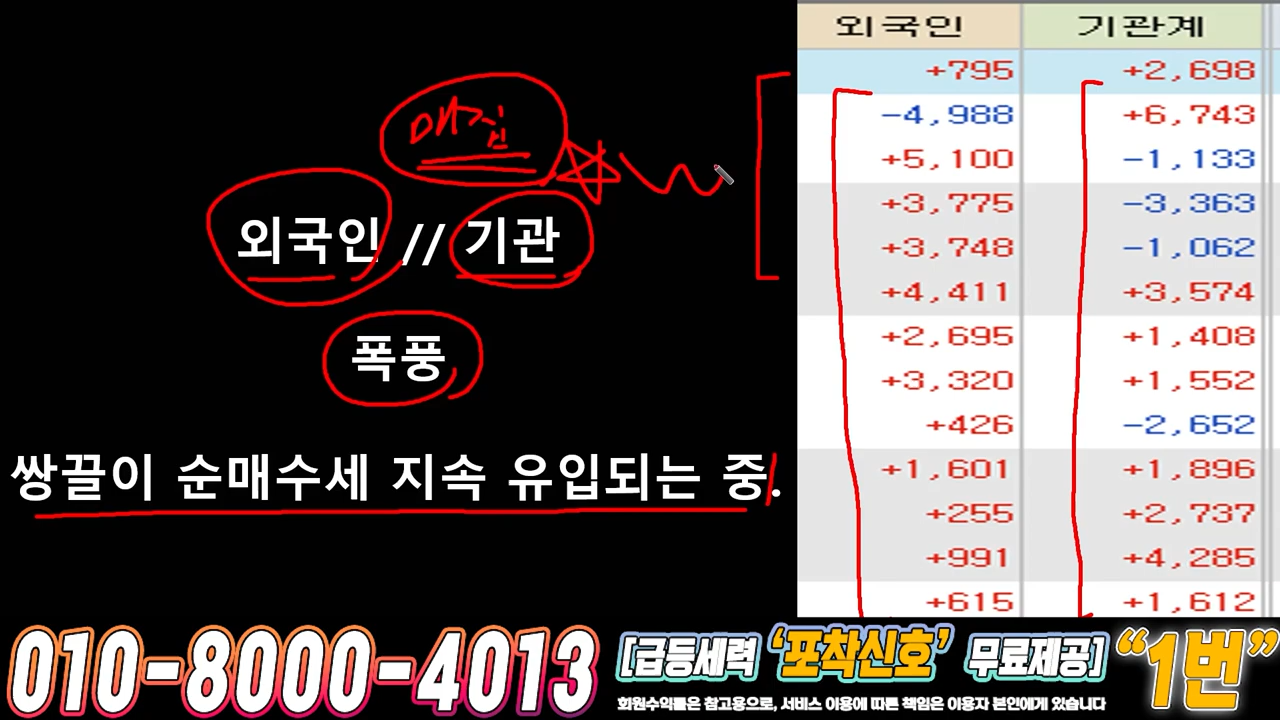 매집
외국인 // 기관
폭풍
쌍끌이 순매수세 지속 유입되는 중.
외국인 기관계
+795 +2,698
-4,988 +6,743
+5,100 -1,133
+3,775 -3,363
+3,748 -1,062
+4,411 +3,574
+2,695 +1,408
+3,320 +1,552
+426 -2,652
+1,601 +1,896
+255 +2,737
+991 +4,285
+615 +1,612
010-8000-4013
[급등세력 ‘포착신호’ 무료제공] “1번”
회원수익률은 참고용으로, 서비스 이용에 따른 책임은 이용자 본인에게 있습니다